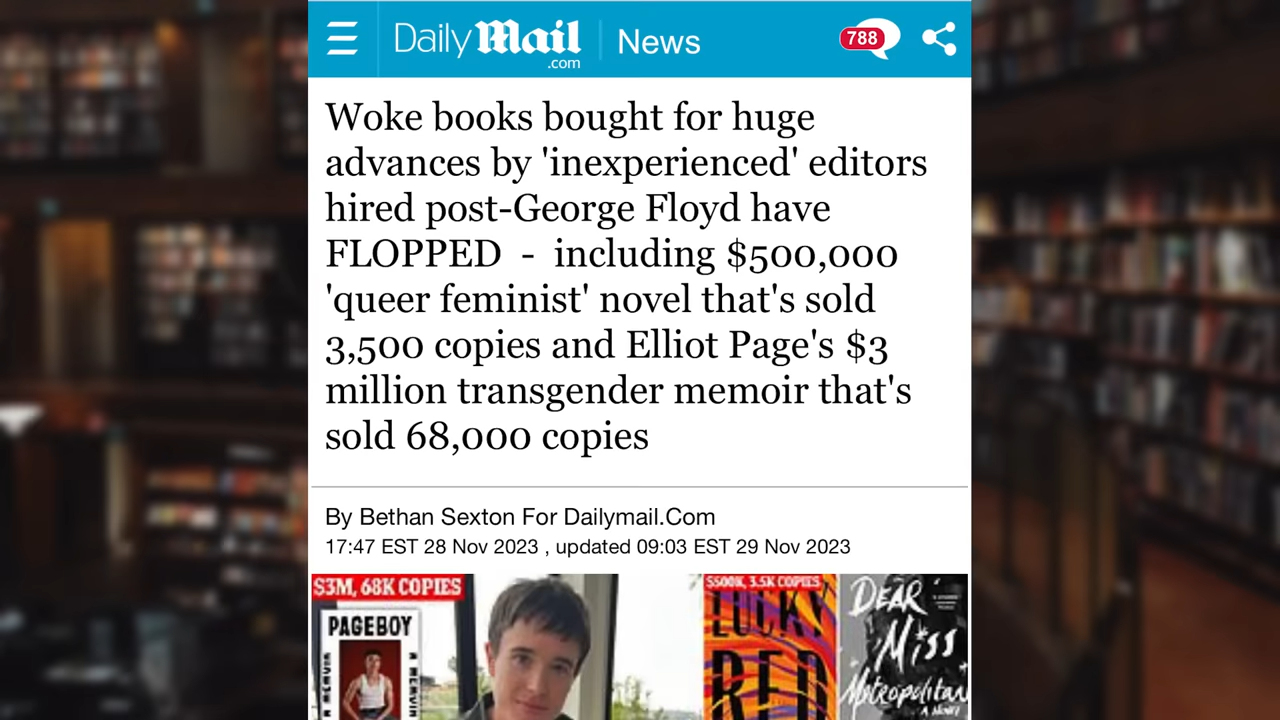 Daily Mail .com News 788
Woke books bought for huge
advances by 'inexperienced' editors
hired post-George Floyd have
FLOPPED - including $500,000
'queer feminist' novel that's sold
3,500 copies and Elliot Page's $3
million transgender memoir that's
sold 68,000 copies
By Bethan Sexton For Dailymail.Com
17:47 EST 28 Nov 2023 , updated 09:03 EST 29 Nov 2023
$3M, 68K COPIES
PAGEBOY
$500K, 3.5K COPIES
LUCKY
RED
DEAR
Miss
Metropolitan
A NOVEL